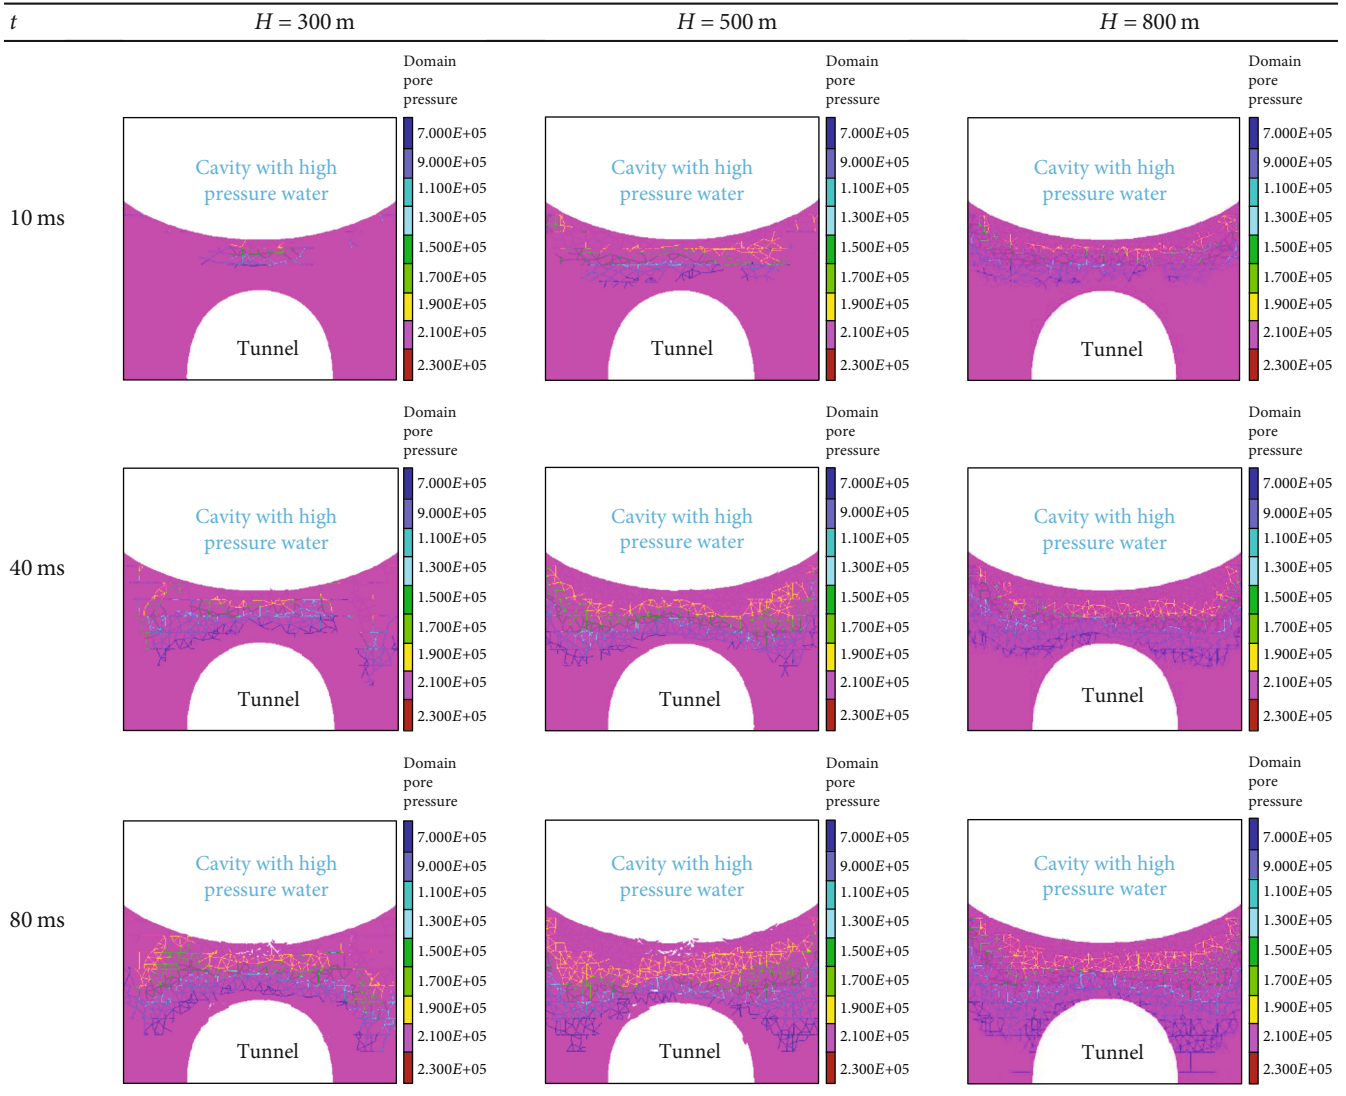 t H = 300 m H = 500 m H = 800 m
10 ms
Domain
pore
pressure
Cavity with high
pressure water
Tunnel
7.000E+05
9.000E+05
1.100E+05
1.300E+05
1.500E+05
1.700E+05
1.900E+05
2.100E+05
2.300E+05
Domain
pore
pressure
Cavity with high
pressure water
Tunnel
7.000E+05
9.000E+05
1.100E+05
1.300E+05
1.500E+05
1.700E+05
1.900E+05
2.100E+05
2.300E+05
Domain
pore
pressure
Cavity with high
pressure water
Tunnel
7.000E+05
9.000E+05
1.100E+05
1.300E+05
1.500E+05
1.700E+05
1.900E+05
2.100E+05
2.300E+05
40 ms
Domain
pore
pressure
Cavity with high
pressure water
Tunnel
7.000E+05
9.000E+05
1.100E+05
1.300E+05
1.500E+05
1.700E+05
1.900E+05
2.100E+05
2.300E+05
Domain
pore
pressure
Cavity with high
pressure water
Tunnel
7.000E+05
9.000E+05
1.100E+05
1.300E+05
1.500E+05
1.700E+05
1.900E+05
2.100E+05
2.300E+05
Domain
pore
pressure
Cavity with high
pressure water
Tunnel
7.000E+05
9.000E+05
1.100E+05
1.300E+05
1.500E+05
1.700E+05
1.900E+05
2.100E+05
2.300E+05
80 ms
Domain
pore
pressure
Cavity with high
pressure water
Tunnel
7.000E+05
9.000E+05
1.100E+05
1.300E+05
1.500E+05
1.700E+05
1.900E+05
2.100E+05
2.300E+05
Domain
pore
pressure
Cavity with high
pressure water
Tunnel
7.000E+05
9.000E+05
1.100E+05
1.300E+05
1.500E+05
1.700E+05
1.900E+05
2.100E+05
2.300E+05
Domain
pore
pressure
Cavity with high
pressure water
Tunnel
7.000E+05
9.000E+05
1.100E+05
1.300E+05
1.500E+05
1.700E+05
1.900E+05
2.100E+05
2.300E+05